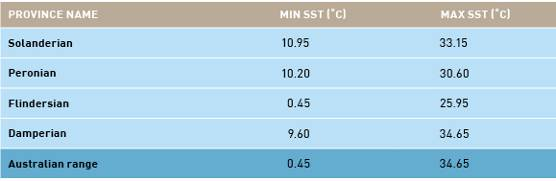 PROVINCE NAME MIN SST (˚C) MAX SST (˚C)
Solanderian 10.95 33.15
Peronian 10.20 30.60
Flindersian 0.45 25.95
Damperian 9.60 34.65
Australian range 0.45 34.65